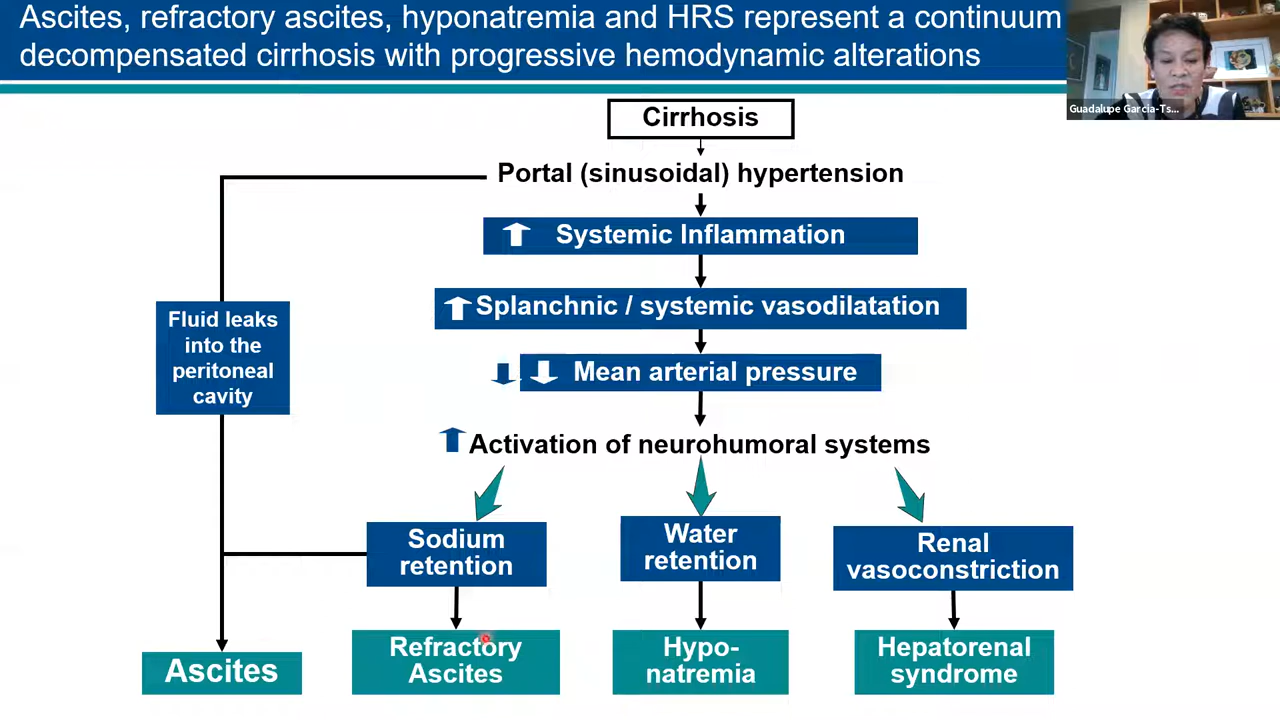 Ascites, refractory ascites, hyponatremia and HRS represent a continuum
decompensated cirrhosis with progressive hemodynamic alterations
Guadalupe Garcia-Ts...
Cirrhosis
Portal (sinusoidal) hypertension
Systemic Inflammation
Splanchnic / systemic vasodilatation
Fluid leaks
into the
peritoneal
cavity
Mean arterial pressure
Activation of neurohumoral systems
Sodium
retention
Water
retention
Renal
vasoconstriction
Ascites
Refractory
Ascites
Hypo-
natremia
Hepatorenal
syndrome